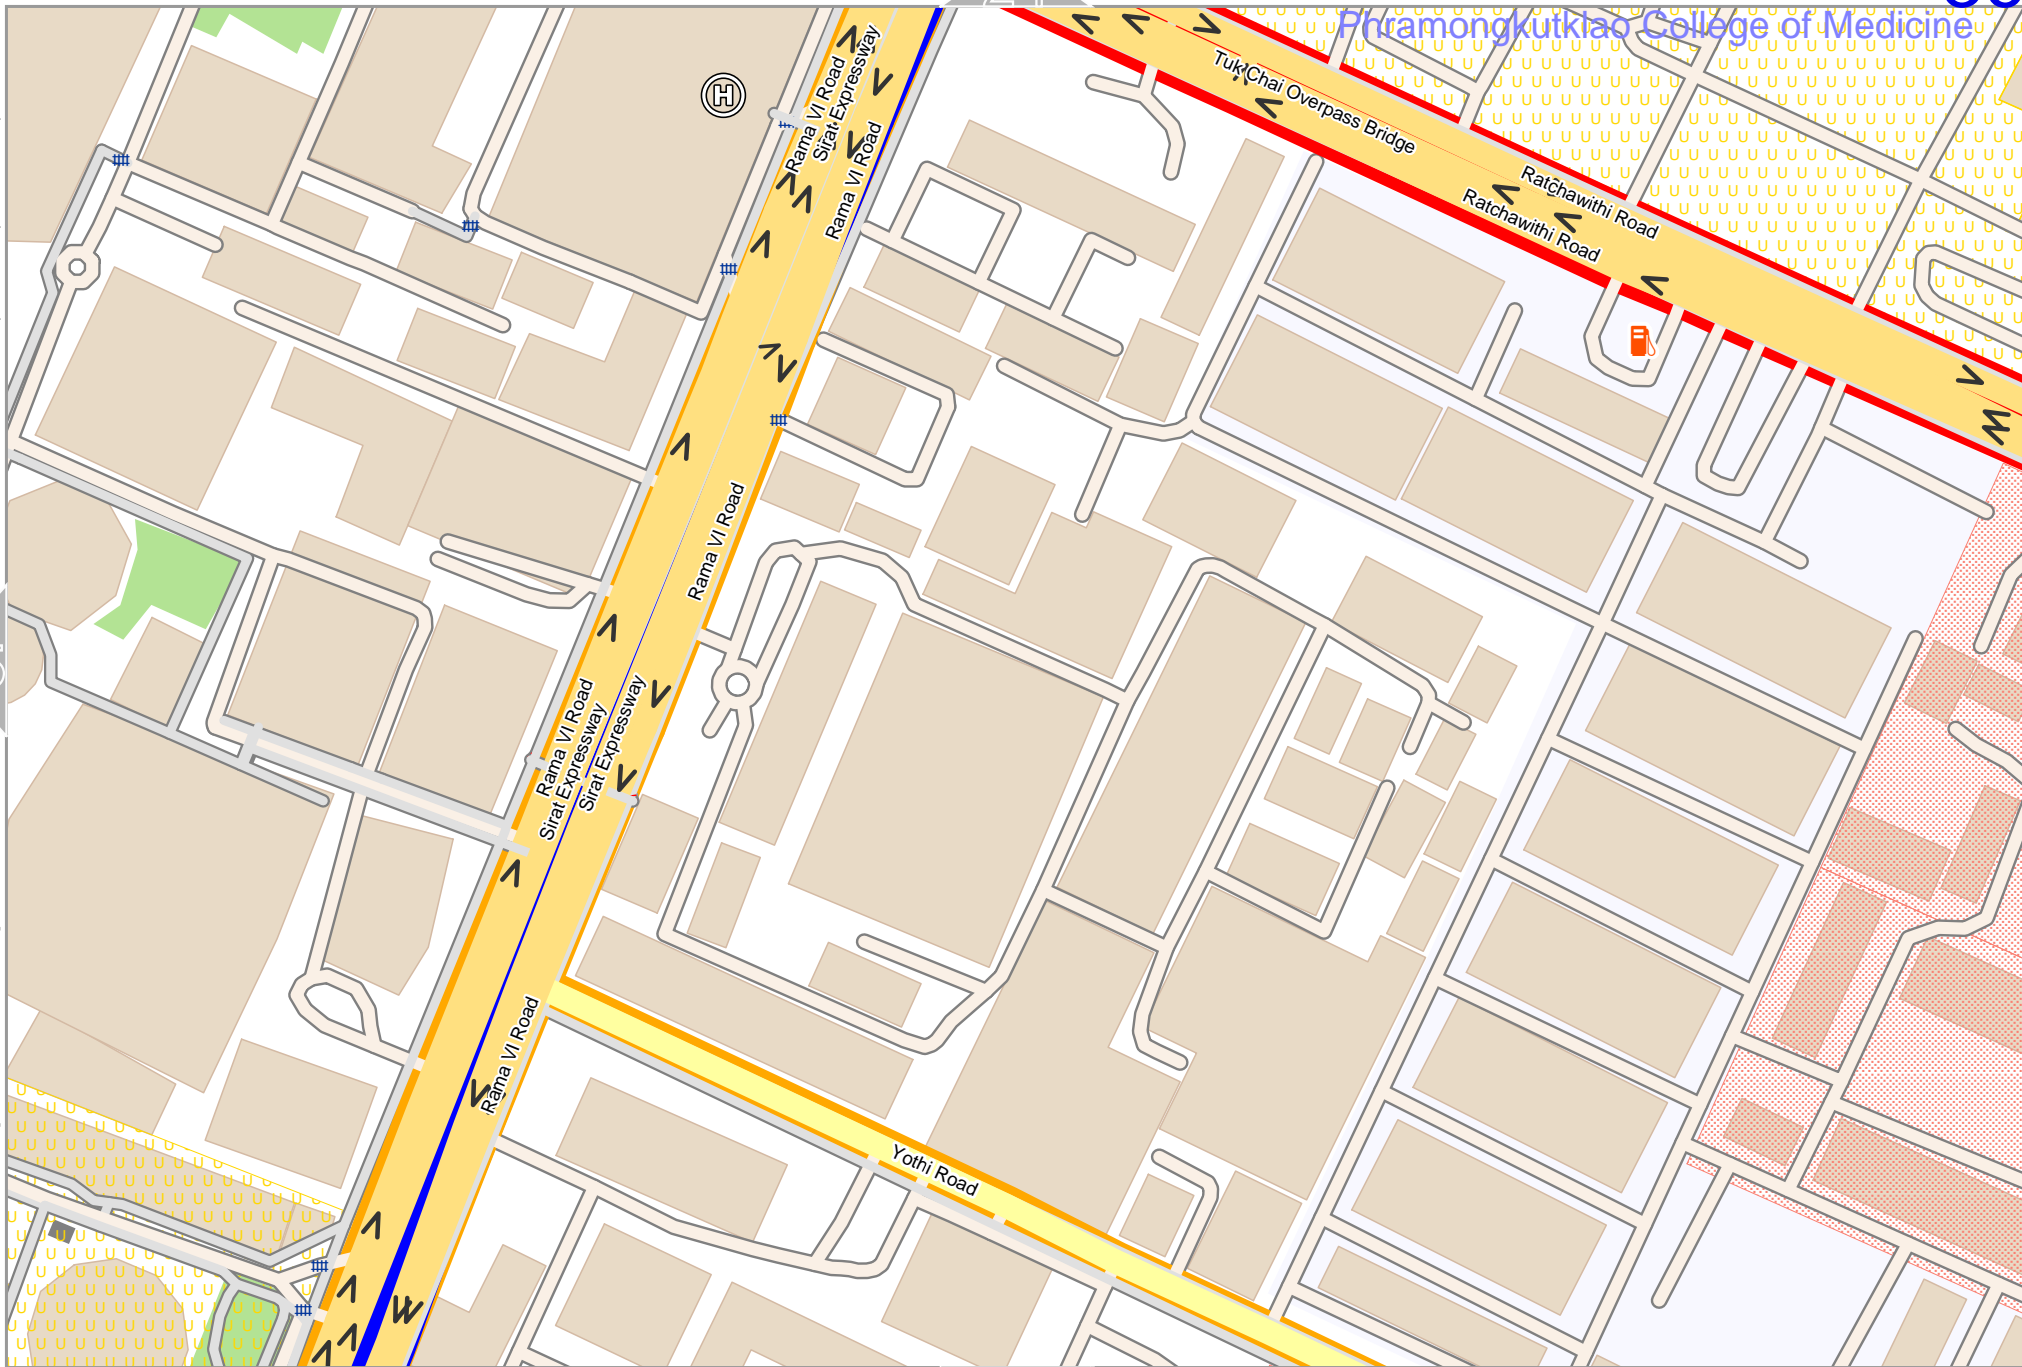 Phramongkutklao College of Medicine
Tuk Chai Overpass Bridge
Rama VI Road
Sirat Expressway
Rama VI Road
Ratchawithi Road
Ratchawithi Road
H
Rama VI Road
Rama VI Road
Sirat Expressway
Sirat Expressway
Rama VI Road
Yothi Road